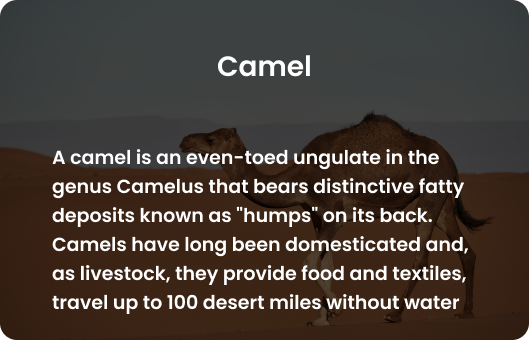 Camel
A camel is an even-toed ungulate in the
genus Camelus that bears distinctive fatty
deposits known as "humps" on its back.
Camels have long been domesticated and,
as livestock, they provide food and textiles,
travel up to 100 desert miles without water